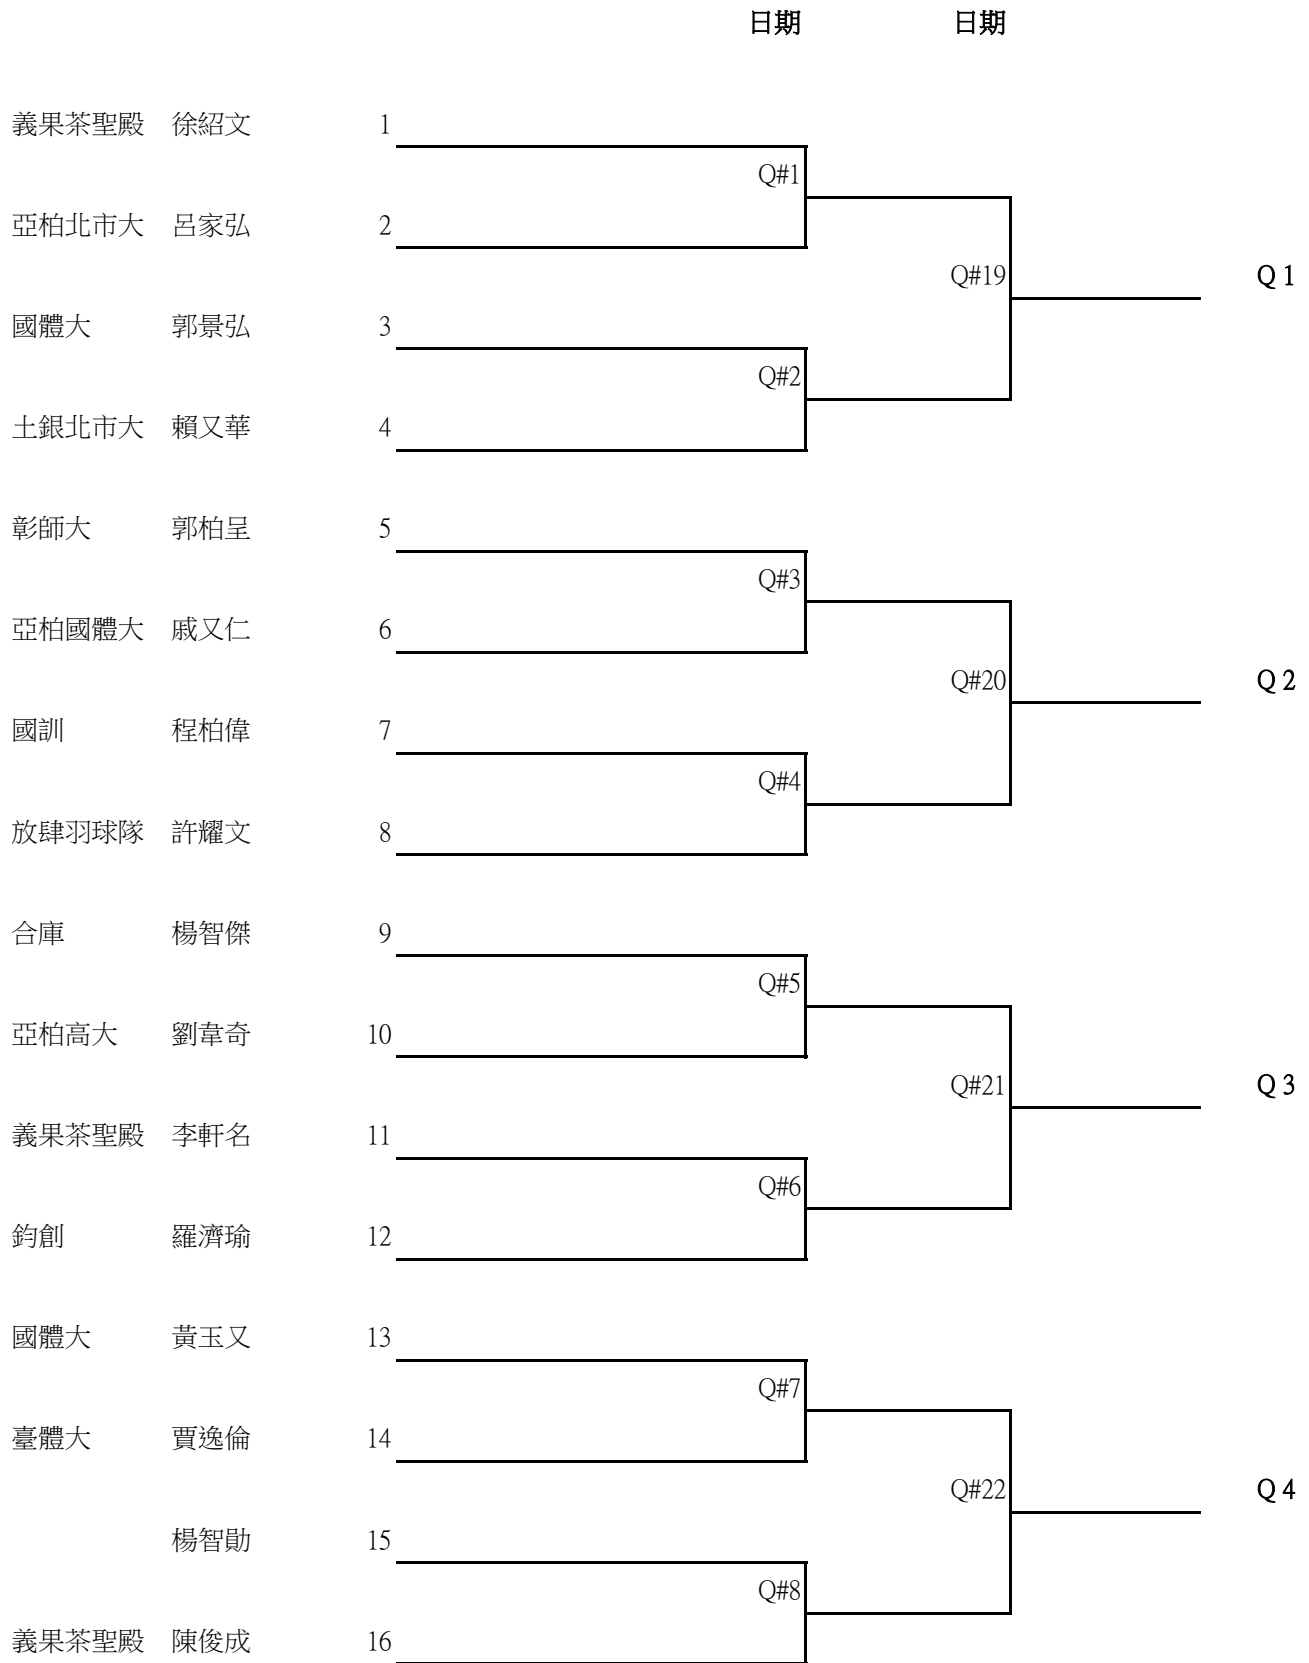 日期 日期
義果茶聖殿 徐紹文 1
Q#1
亞柏北市大 呂家弘 2
Q#19 Q 1
國體大 郭景弘 3
Q#2
土銀北市大 賴又華 4
彰師大 郭柏呈 5
Q#3
亞柏國體大 戚又仁 6
Q#20 Q 2
國訓 程柏偉 7
Q#4
放肆羽球隊 許耀文 8
合庫 楊智傑 9
Q#5
亞柏高大 劉韋奇 10
Q#21 Q 3
義果茶聖殿 李軒名 11
Q#6
鈞創 羅濟瑜 12
國體大 黃玉又 13
Q#7
臺體大 賈逸倫 14
Q#22 Q 4
楊智勛 15
Q#8
義果茶聖殿 陳俊成 16